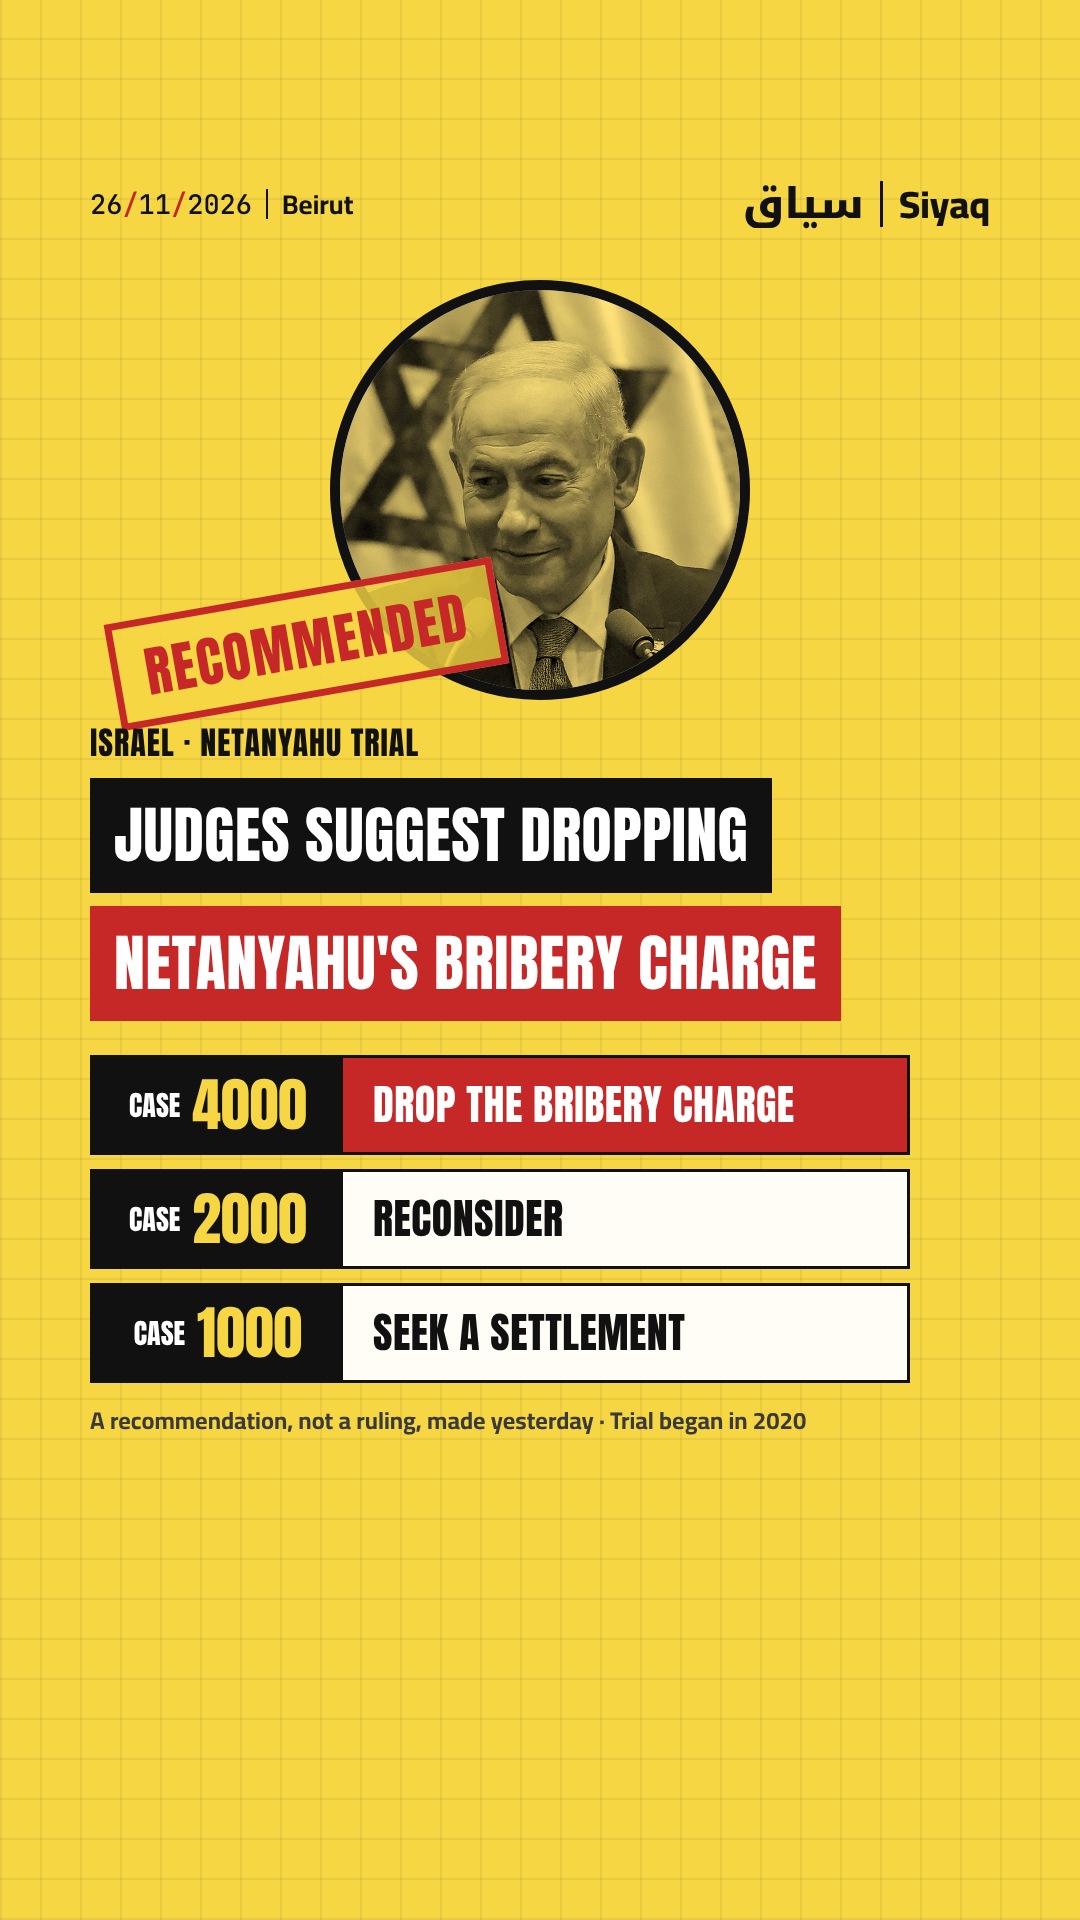 26/11/2026 | Beirut
سياق | Siyaq
RECOMMENDED
ISRAEL · NETANYAHU TRIAL
JUDGES SUGGEST DROPPING
NETANYAHU'S BRIBERY CHARGE
CASE 4000 DROP THE BRIBERY CHARGE
CASE 2000 RECONSIDER
CASE 1000 SEEK A SETTLEMENT
A recommendation, not a ruling, made yesterday · Trial began in 2020